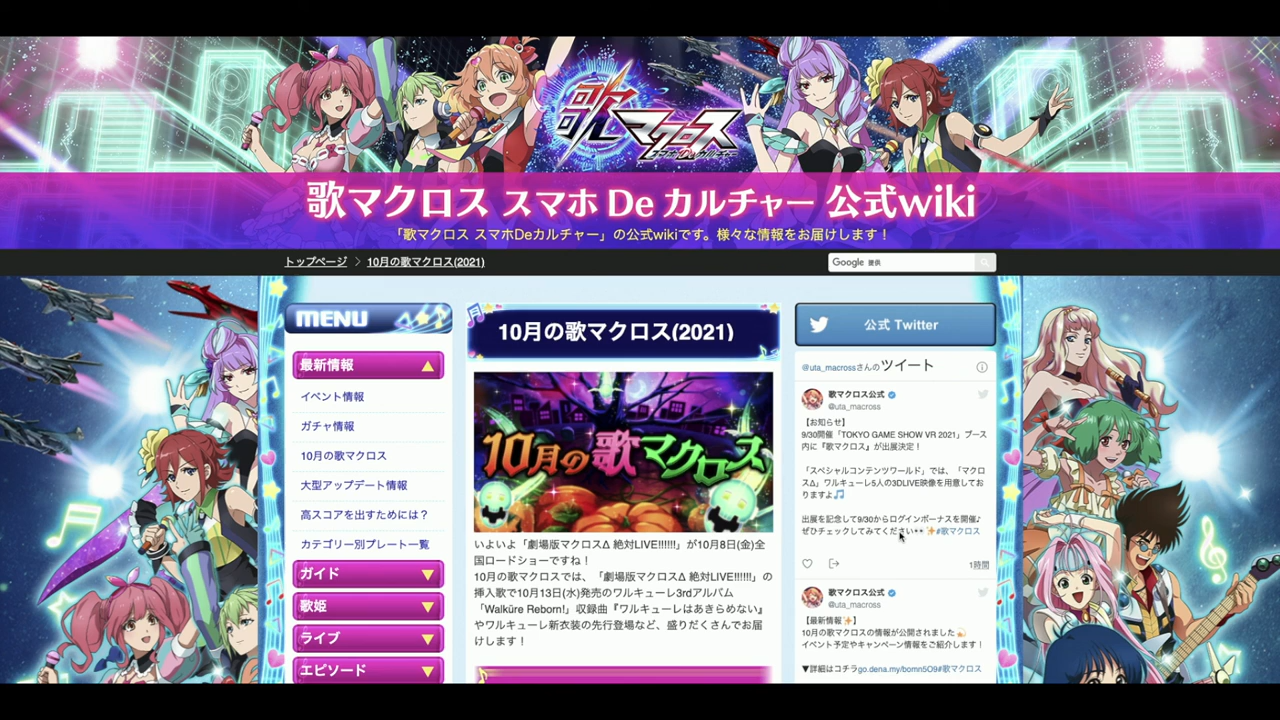 歌マクロス
スマホDeカルチャー
歌マクロス スマホ De カルチャー 公式wiki
「歌マクロス スマホDeカルチャー」の公式wikiです。様々な情報をお届けします！
トップページ > 10月の歌マクロス(2021)
Google 提供
MENU
最新情報
イベント情報
ガチャ情報
10月の歌マクロス
大型アップデート情報
高スコアを出すためには？
カテゴリー別プレート一覧
ガイド
歌姫
ライブ
エピソード
10月の歌マクロス(2021)
10月の歌マクロス
いよいよ「劇場版マクロスΔ 絶対LIVE!!!!!!」が10月8日(金)全
国ロードショーですね！
10月の歌マクロスでは、「劇場版マクロスΔ 絶対LIVE!!!!!!」の
挿入歌で10月13日(水)発売のワルキューレ3rdアルバム
「Walküre Reborn!」収録曲『ワルキューレはあきらめない』
やワルキューレ新衣装の先行登場など、盛りだくさんでお届
けします！
公式 Twitter
@uta_macrossさんのツイート
歌マクロス公式
@uta_macross
【お知らせ】
9/30開催「TOKYO GAME SHOW VR 2021」ブース
内に『歌マクロス』が出展決定！
「スペシャルコンテンツワールド」では、「マクロ
スΔ」ワルキューレ5人の3DLIVE映像を用意してお
りますよ🎵
出展を記念して9/30からログインボーナスを開催♪
ぜひチェックしてみてください👀✨#歌マクロス
1時間
歌マクロス公式
@uta_macross
【最新情報✨】
10月の歌マクロスの情報が公開されました💫
イベント予定やキャンペーン情報をご紹介します！
▼詳細はコチラgo.dena.my/bomn5O9#歌マクロス